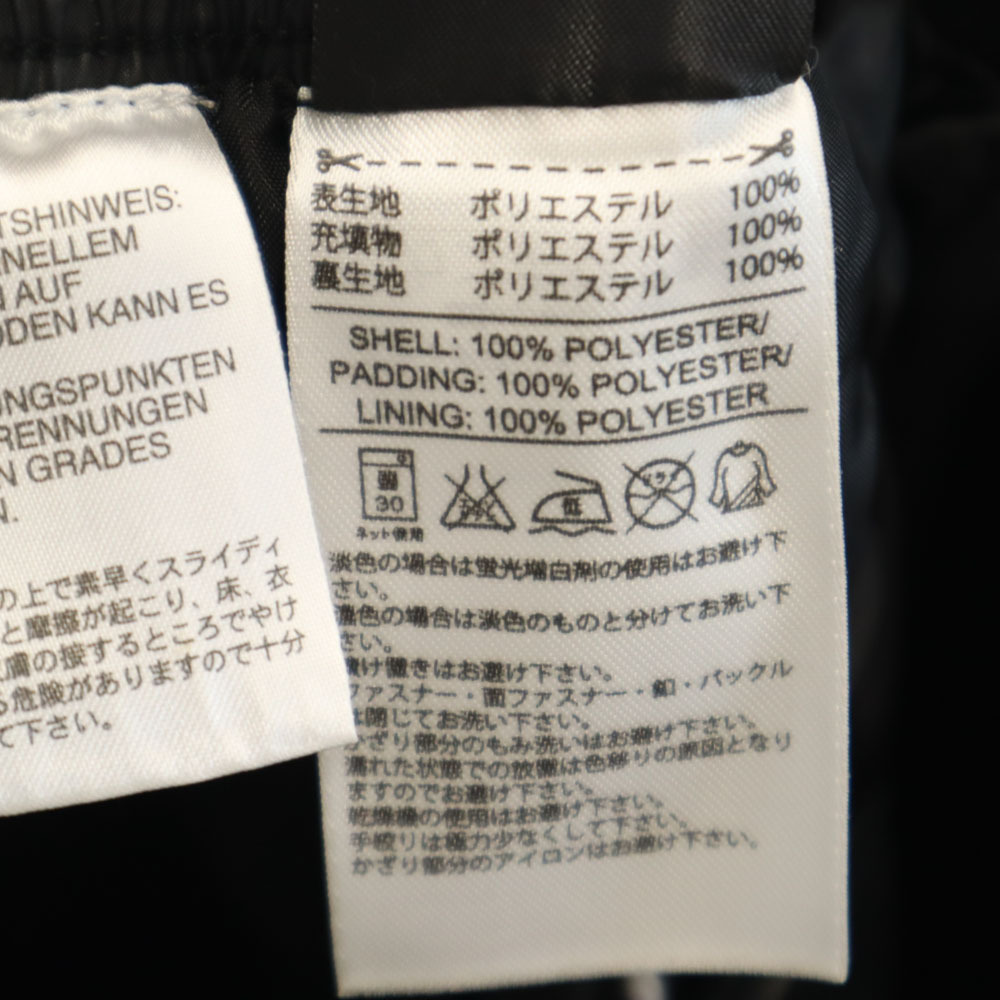 TSHINWEIS:
NELLEM
AUF
ODEN KANN ES
UNGSPUNKTEN
RENNUNGEN
N GRADES
N.
の上で素早くスライディ
と摩擦が起こり、床、衣
膚の接するところでやけ
る危険がありますので十分
て下さい。
表生地 ポリエステル 100%
充填物 ポリエステル 100%
裏生地 ポリエステル 100%
SHELL: 100% POLYESTER/
PADDING: 100% POLYESTER/
LINING: 100% POLYESTER
弱
30
ネット使用
低
淡色の場合は蛍光増白剤の使用はお避け下
さい。
濃色の場合は淡色のものと分けてお洗い下
さい。
漬け置きはお避け下さい。
ファスナー・面ファスナー・釦・バックル
は閉じてお洗い下さい。
かざり部分のもみ洗いはお避け下さい。
濡れた状態での放置は色移りの原因となり
ますのでお避け下さい。
乾燥機の使用はお避け下さい。
手絞りは極力少なくして下さい。
かざり部分のアイロンはお避け下さい。